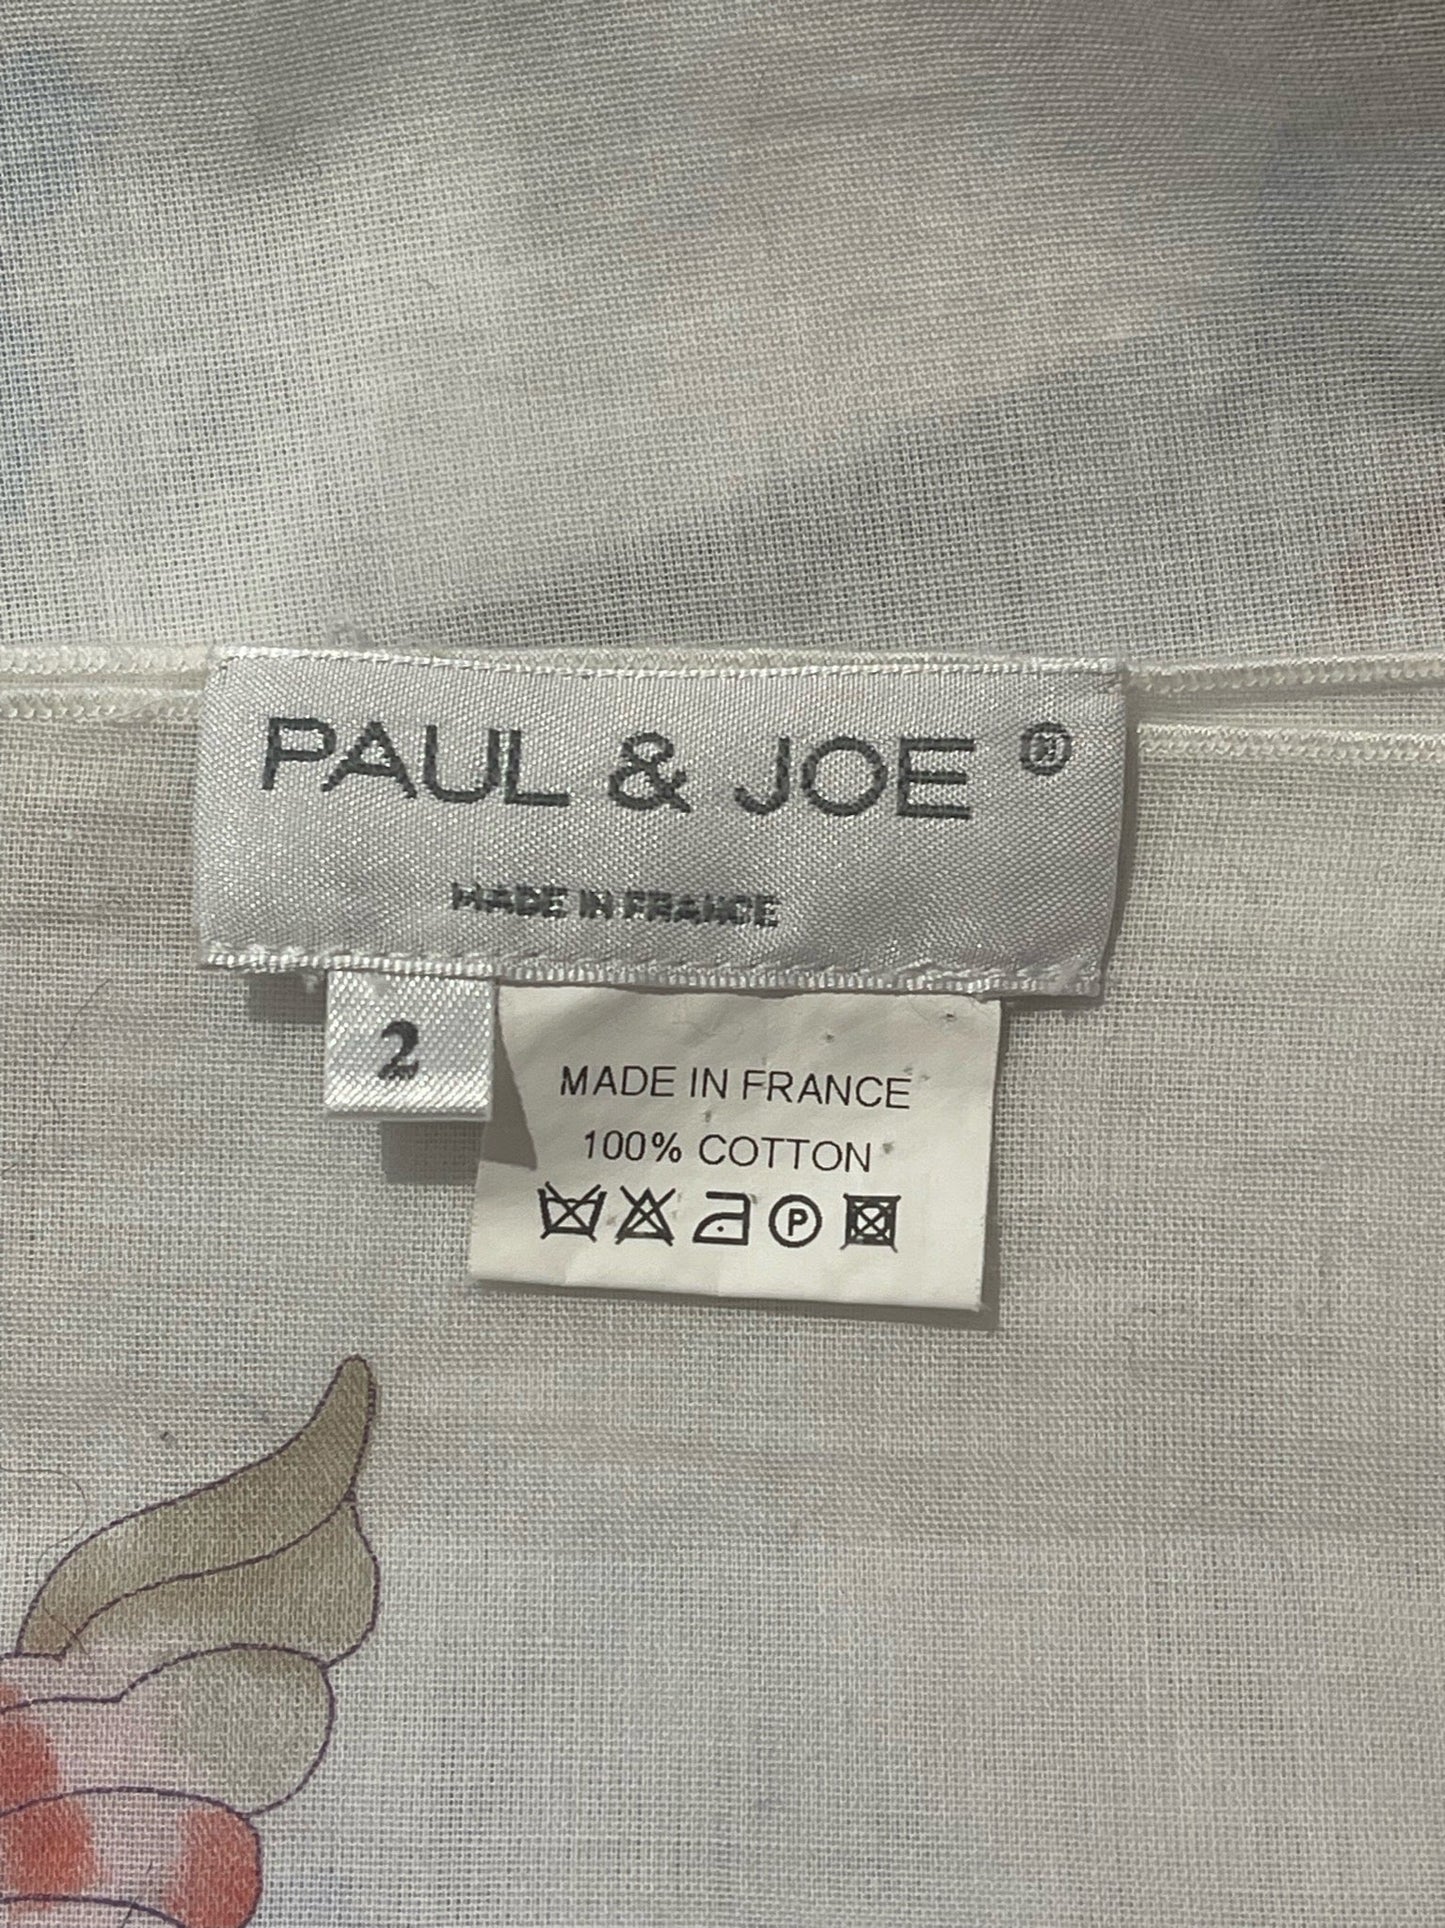 PAUL & JOE ®
MADE IN FRANCE
2
MADE IN FRANCE
100% COTTON
P